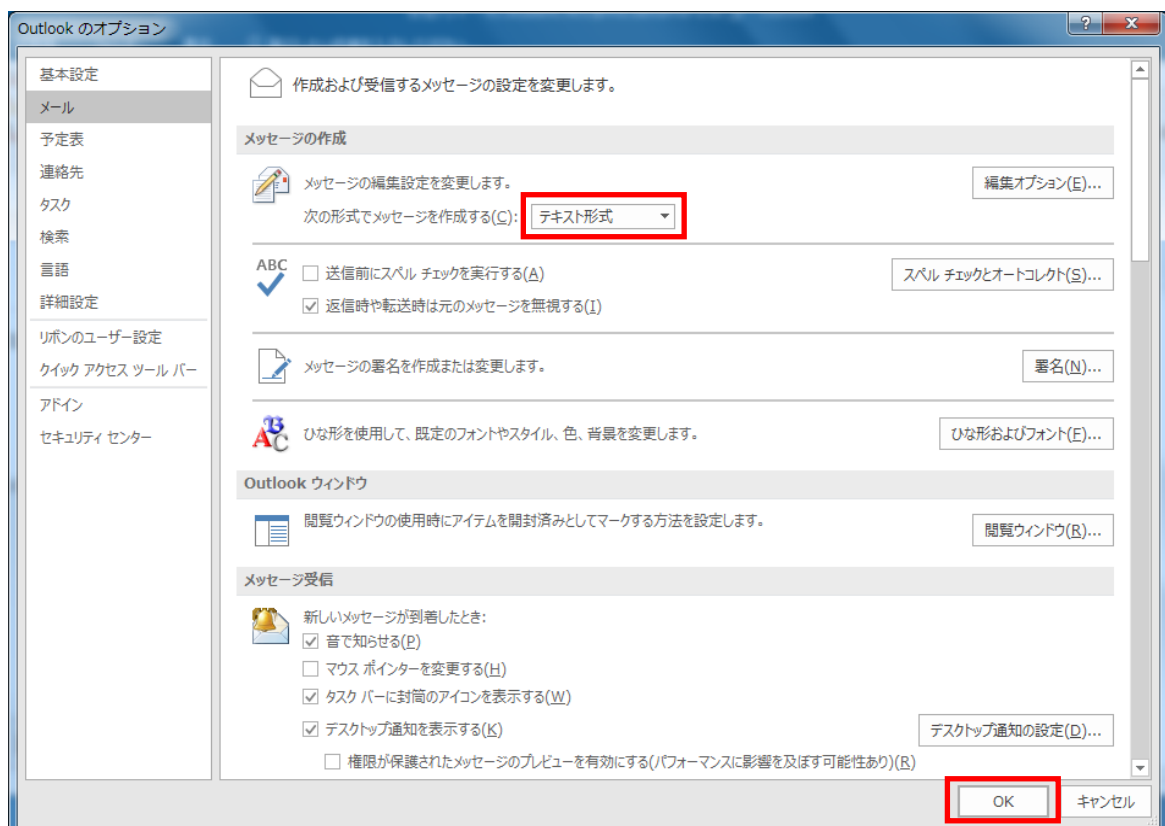 Outlook のオプション
基本設定
メール
予定表
連絡先
タスク
検索
言語
詳細設定
リボンのユーザー設定
クイック アクセス ツール バー
アドイン
セキュリティ センター
作成および受信するメッセージの設定を変更します。
メッセージの作成
メッセージの編集設定を変更します。
編集オプション(E)...
次の形式でメッセージを作成する(C): テキスト形式
ABC
送信前にスペル チェックを実行する(A)
スペル チェックとオートコレクト(S)...
返信時や転送時は元のメッセージを無視する(I)
メッセージの署名を作成または変更します。
署名(N)...
ABC
ひな形を使用して、既定のフォントやスタイル、色、背景を変更します。
ひな形およびフォント(F)...
Outlook ウィンドウ
閲覧ウィンドウの使用時にアイテムを開封済みとしてマークする方法を設定します。
閲覧ウィンドウ(R)...
メッセージ受信
新しいメッセージが到着したとき:
音で知らせる(P)
マウス ポインターを変更する(H)
タスク バーに封筒のアイコンを表示する(W)
デスクトップ通知を表示する(K)
デスクトップ通知の設定(D)...
権限が保護されたメッセージのプレビューを有効にする(パフォーマンスに影響を及ぼす可能性あり)(R)
OK
キャンセル